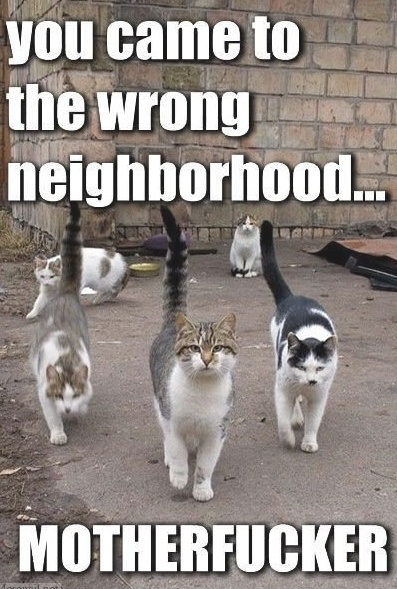 you came to
the wrong
neighborhood...
MOTHERFUCKER